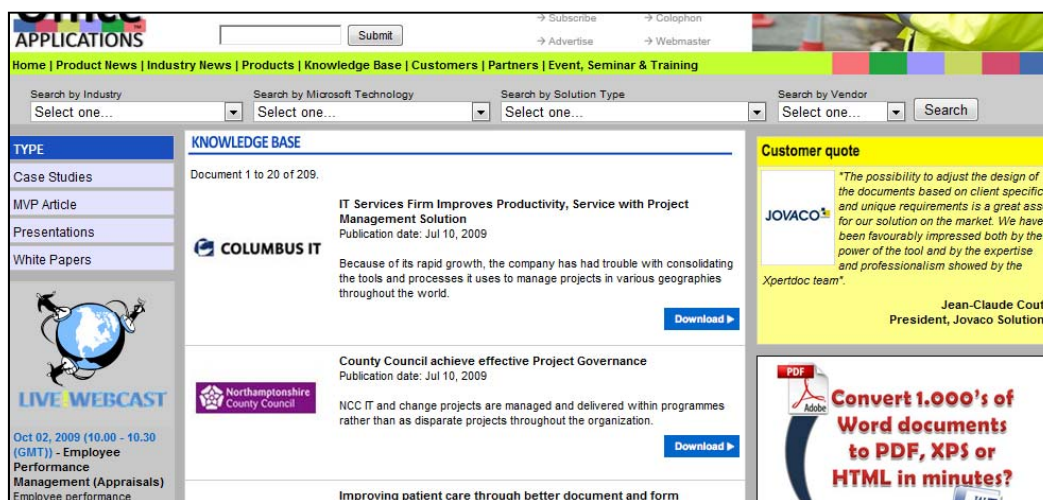 APPLICATIONS
Submit
→ Subscribe
→ Colophon
→ Advertise
→ Webmaster
Home | Product News | Industry News | Products | Knowledge Base | Customers | Partners | Event, Seminar & Training
Search by Industry
Search by Microsoft Technology
Search by Solution Type
Search by Vendor
Select one...
Select one...
Select one...
Select one...
Search
TYPE
Case Studies
MVP Article
Presentations
White Papers
LIVE WEBCAST
Oct 02, 2009 (10.00 - 10.30
(GMT)) - Employee
Performance
Management (Appraisals)
Employee performance
KNOWLEDGE BASE
Document 1 to 20 of 209.
COLUMBUS IT
IT Services Firm Improves Productivity, Service with Project
Management Solution
Publication date: Jul 10, 2009
Because of its rapid growth, the company has had trouble with consolidating
the tools and processes it uses to manage projects in various geographies
throughout the world.
Download
Northamptonshire
County Council
County Council achieve effective Project Governance
Publication date: Jul 10, 2009
NCC IT and change projects are managed and delivered within programmes
rather than as disparate projects throughout the organization.
Download
Improving patient care through better document and form
Customer quote
JOVACO
"The possibility to adjust the design of
the documents based on client specific
and unique requirements is a great
for our solution on the market. We have
been favourably impressed both by the
power of the tool and by the expertise
and professionalism showed by the
Xpertdoc team".
Jean-Claude
President, Jovaco Solution
PDF
Adobe
Convert 1.000's of
Word documents
to PDF, XPS or
HTML in minutes?